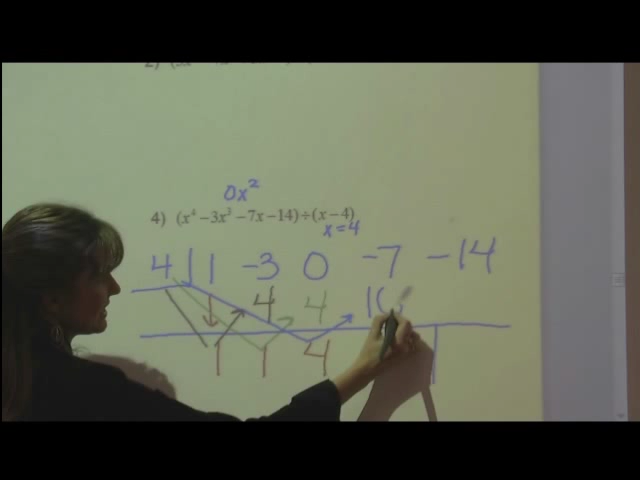 0x²
4) (x⁴ – 3x³ – 7x – 14) ÷ (x – 4)
x = 4
4 1 -3 0 -7 -14
4 4 16
1 1 4